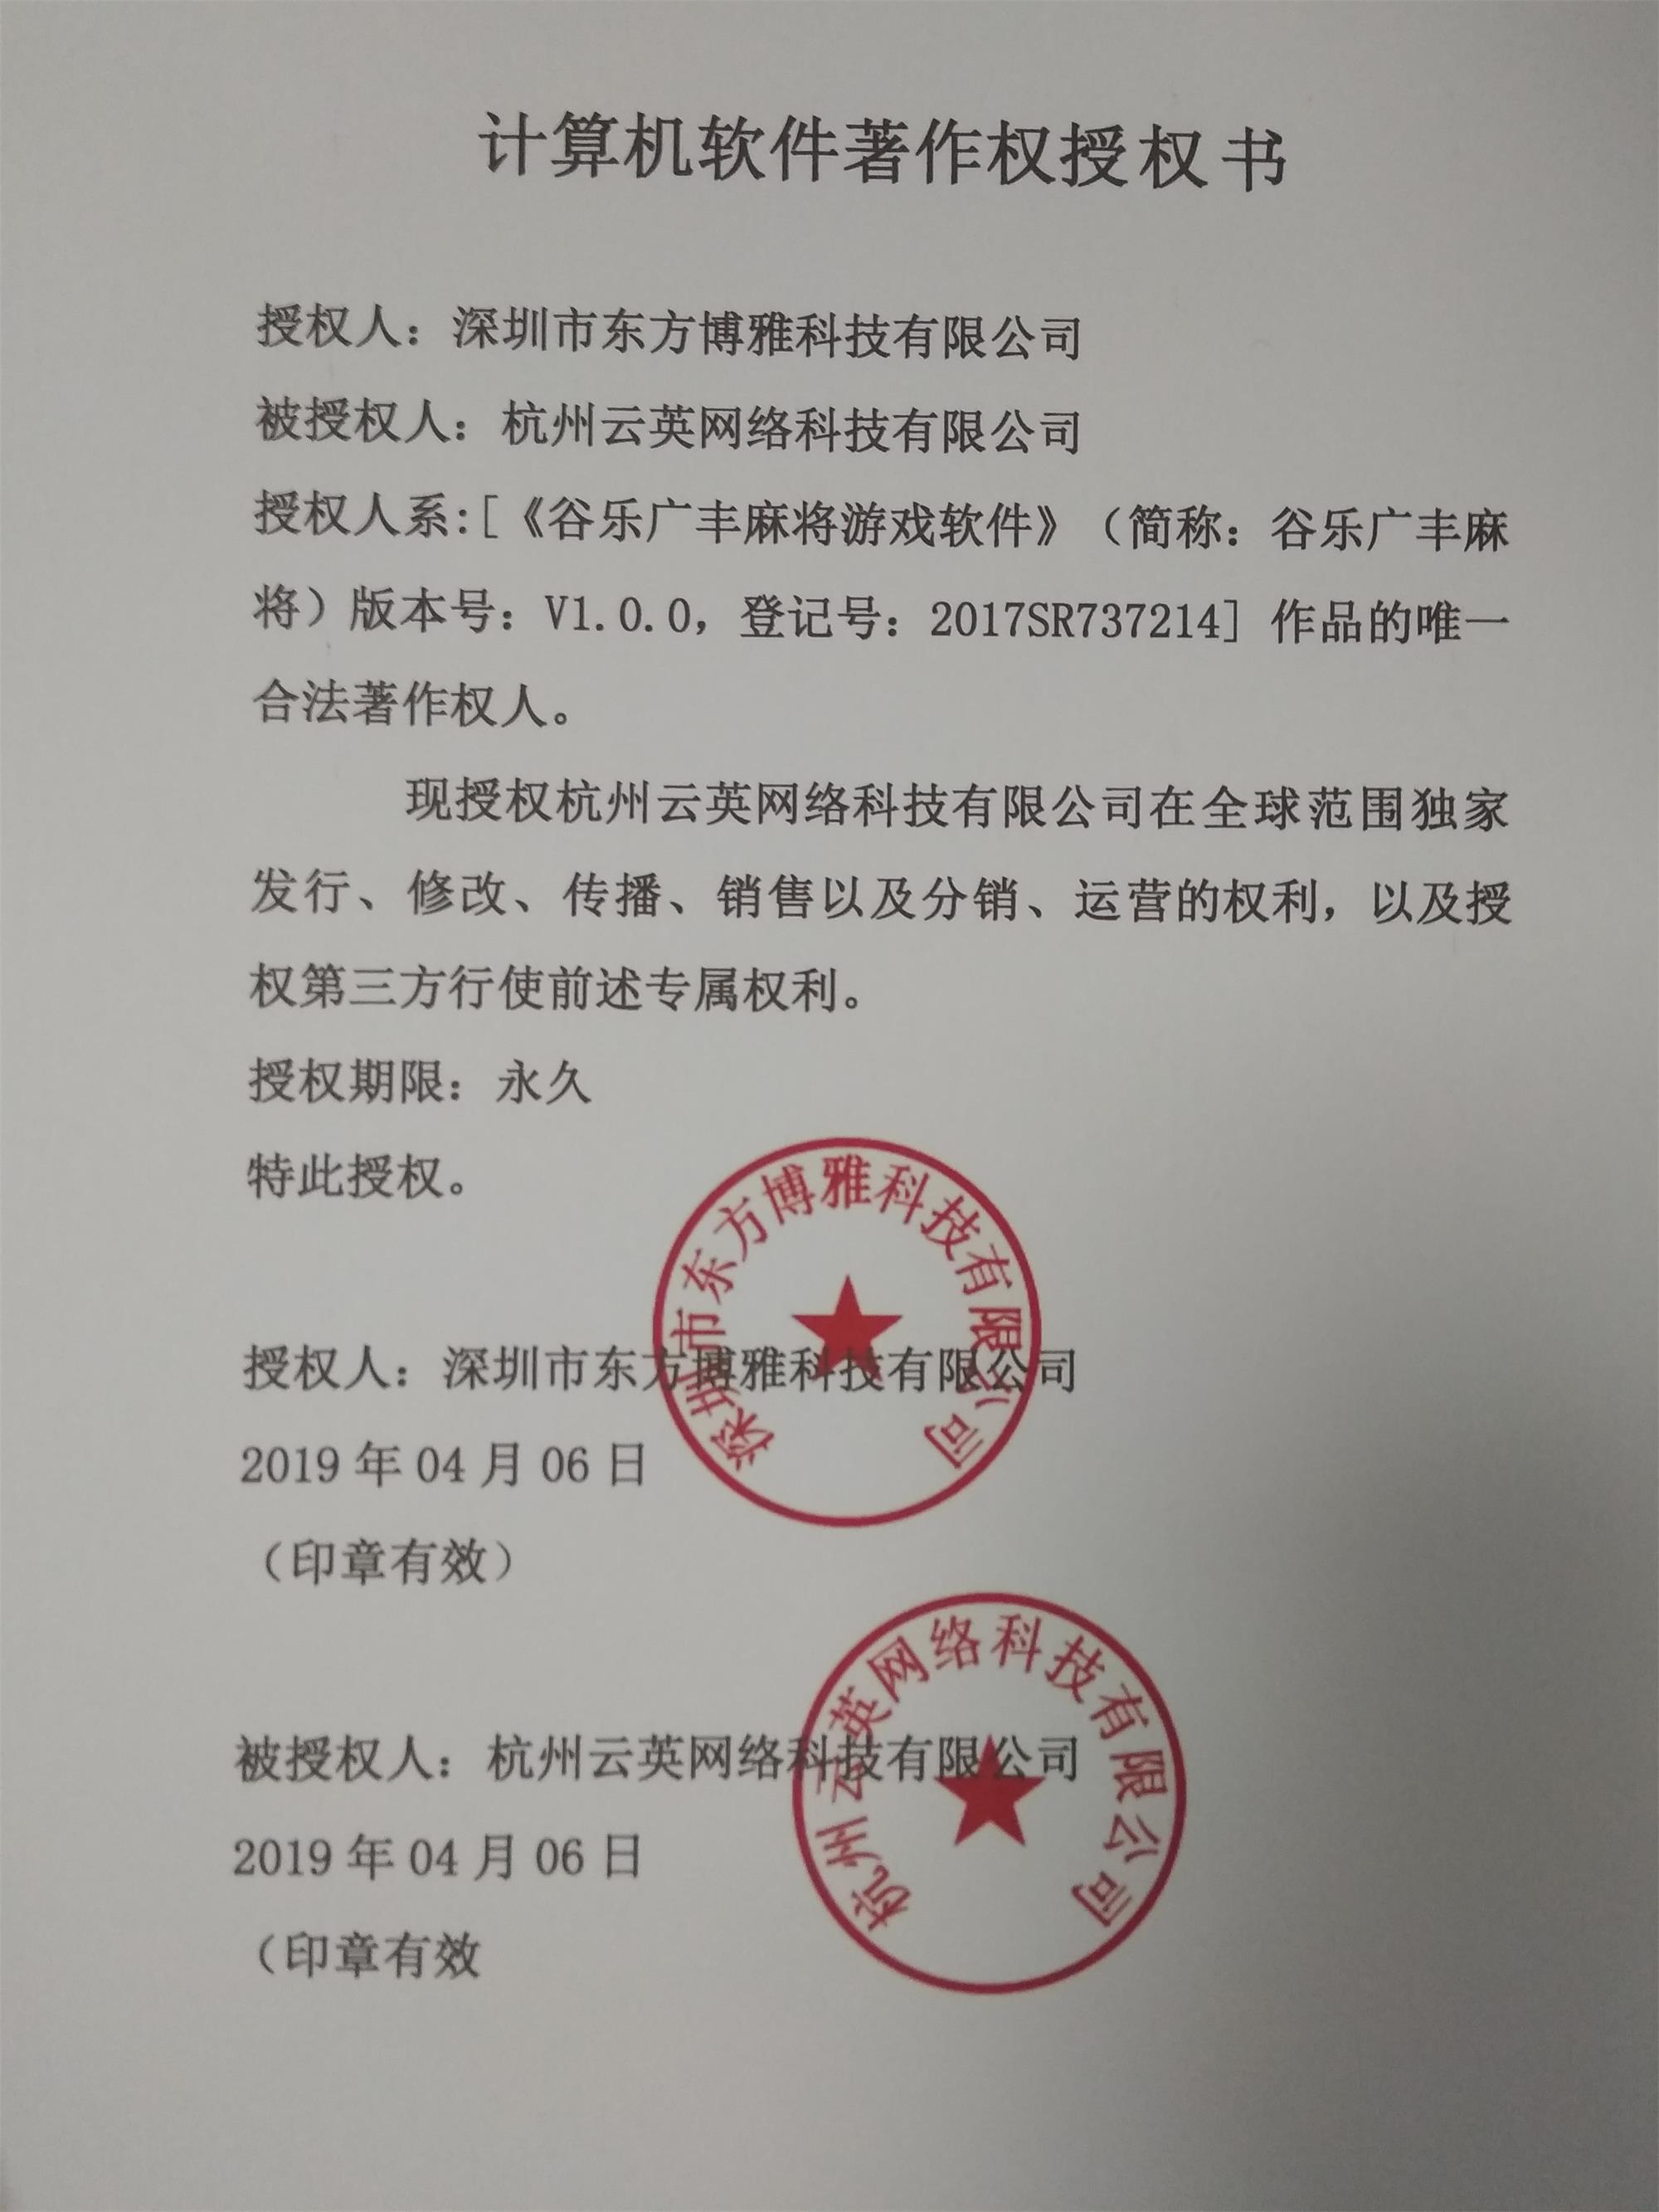 计算机软件著作权授权书
授权人：深圳市东方博雅科技有限公司
被授权人：杭州云英网络科技有限公司
授权人系:[《谷乐广丰麻将游戏软件》（简称：谷乐广丰麻
将）版本号：V1.0.0，登记号：2017SR737214] 作品的唯一
合法著作权人。
现授权杭州云英网络科技有限公司在全球范围独家
发行、修改、传播、销售以及分销、运营的权利，以及授
权第三方行使前述专属权利。
授权期限：永久
特此授权。
深圳市东方博雅科技有限公司
授权人：深圳市东方博雅科技有限公司
2019 年 04 月 06 日
（印章有效）
杭州云英网络科技有限公司
被授权人：杭州云英网络科技有限公司
2019 年 04 月 06 日
（印章有效